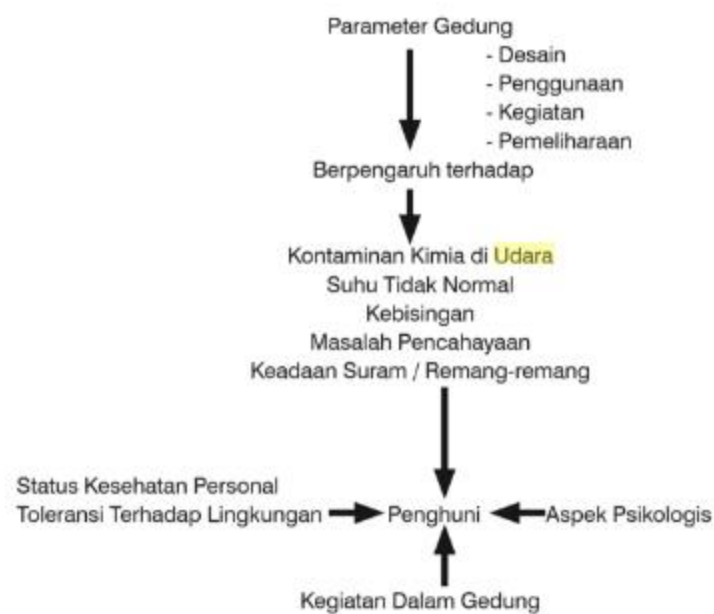 Parameter Gedung
- Desain
- Penggunaan
- Kegiatan
- Pemeliharaan
Berpengaruh terhadap
Kontaminan Kimia di Udara
Suhu Tidak Normal
Kebisingan
Masalah Pencahayaan
Keadaan Suram / Remang-remang
Status Kesehatan Personal
Toleransi Terhadap Lingkungan
Penghuni
Aspek Psikologis
Kegiatan Dalam Gedung